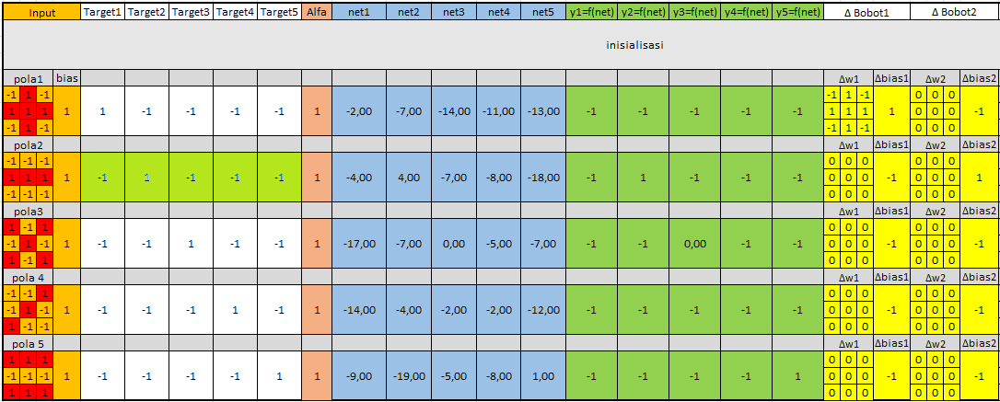 Input Target1 Target2 Target3 Target4 Target5 Alfa net1 net2 net3 net4 net5 y1=f(net) y2=f(net) y3=f(net) y4=f(net) y5=f(net) Δ Bobot1 Δ Bobot2
inisialisasi
pola1 bias Δw1 Δbias1 Δw2 Δbias2
-1 1 -1 -1 1 -1 0 0 0
1 1 1 1 1 -1 -1 -1 -1 1 -2,00 -7,00 -14,00 -11,00 -13,00 -1 -1 -1 -1 -1 1 1 1 1 0 0 0 -1
-1 1 -1 -1 1 -1 0 0 0
pola2 Δw1 Δbias1 Δw2 Δbias2
-1 -1 -1 0 0 0 0 0 0
1 1 1 1 -1 1 -1 -1 -1 1 -4,00 4,00 -7,00 -8,00 -18,00 -1 1 -1 -1 -1 0 0 0 -1 0 0 0 1
-1 -1 -1 0 0 0 0 0 0
pola3 Δw1 Δbias1 Δw2 Δbias2
1 -1 1 0 0 0 0 0 0
-1 1 -1 1 -1 -1 1 -1 -1 1 -17,00 -7,00 0,00 -5,00 -7,00 -1 -1 0,00 -1 -1 0 0 0 -1 0 0 0 -1
1 -1 1 0 0 0 0 0 0
pola 4 Δw1 Δbias1 Δw2 Δbias2
-1 -1 1 0 0 0 0 0 0
-1 1 -1 1 -1 -1 -1 1 -1 1 -14,00 -4,00 -2,00 -2,00 -12,00 -1 -1 -1 -1 -1 0 0 0 -1 0 0 0 -1
1 -1 -1 0 0 0 0 0 0
pola 5 Δw1 Δbias1 Δw2 Δbias2
1 1 1 0 0 0 0 0 0
-1 -1 -1 1 -1 -1 -1 -1 1 1 -9,00 -19,00 -5,00 -8,00 1,00 -1 -1 -1 -1 1 0 0 0 -1 0 0 0 -1
1 1 1 0 0 0 0 0 0